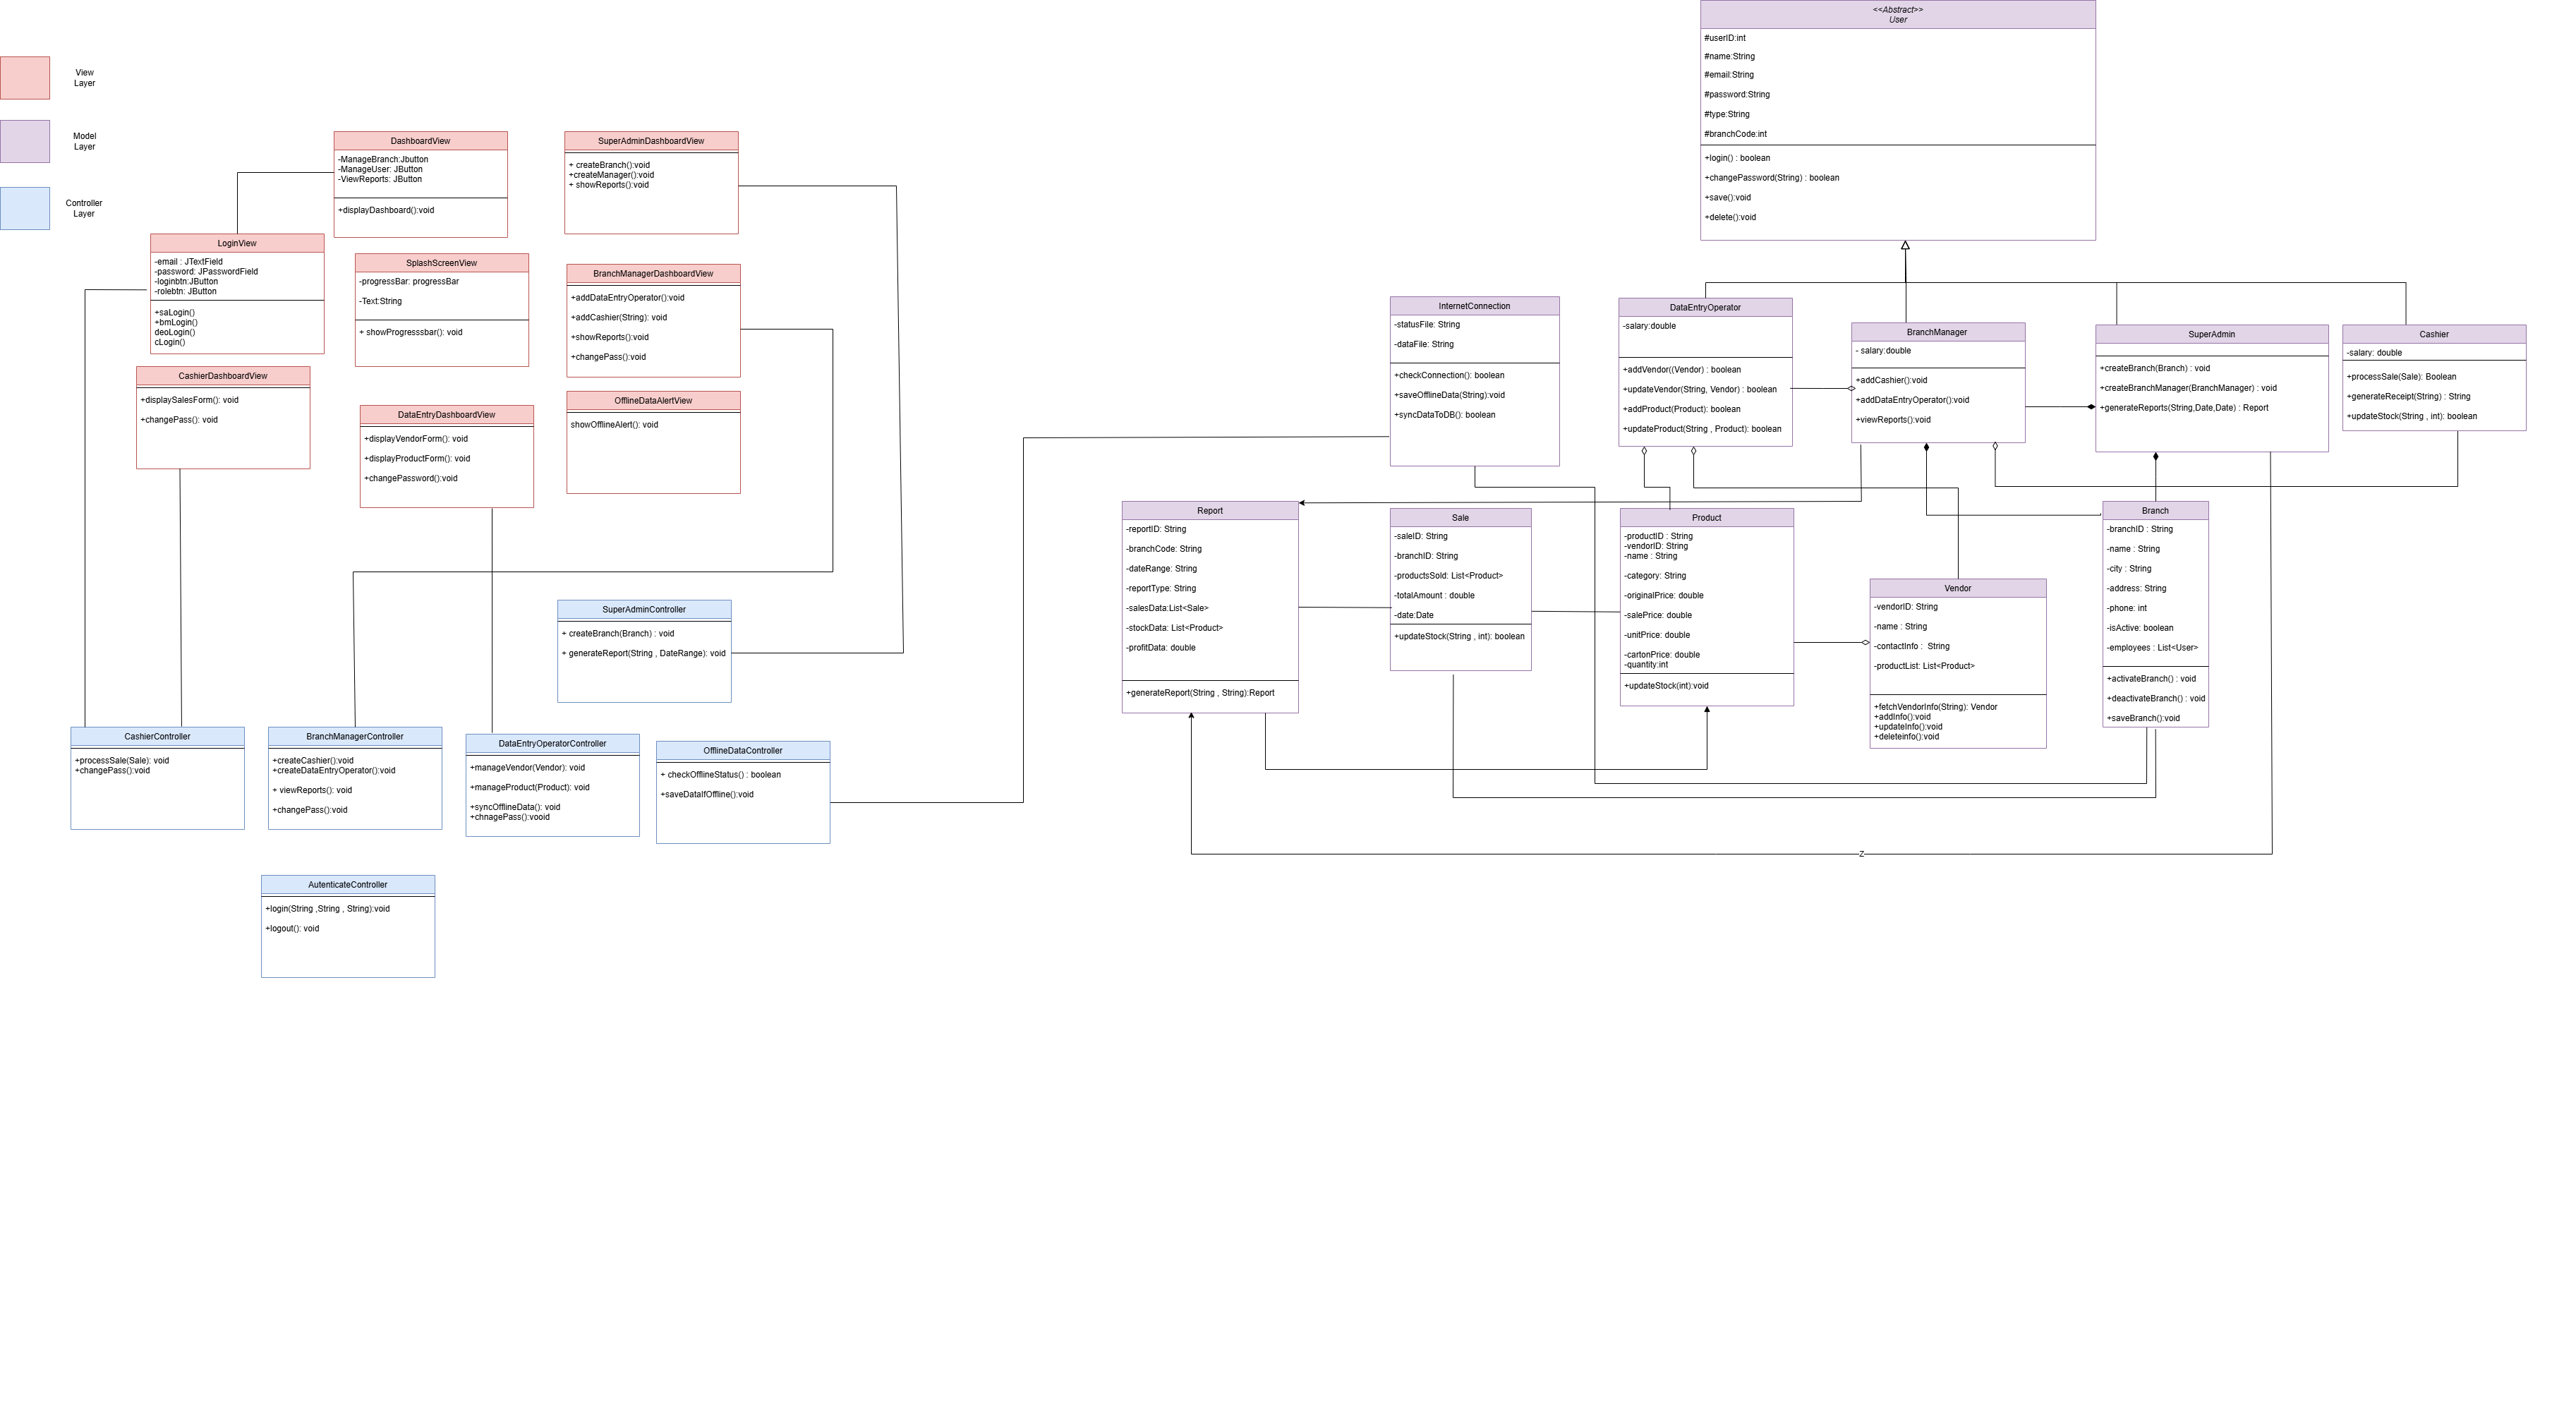 View
Layer
Model
Layer
Controller
Layer
DashboardView
-ManageBranch:Jbutton
-ManageUser: JButton
-ViewReports: JButton
+displayDashboard():void
SuperAdminDashboardView
+ createBranch():void
+createManager():void
+ showReports():void
LoginView
-email : JTextField
-password: JPasswordField
-loginbtn:JButton
-rolebtn: JButton
+saLogin()
+bmLogin()
deoLogin()
cLogin()
SplashScreenView
-progressBar: progressBar
-Text:String
+ showProgresssbar(): void
BranchManagerDashboardView
+addDataEntryOperator():void
+addCashier(String): void
+showReports():void
+changePass():void
CashierDashboardView
+displaySalesForm(): void
+changePass(): void
DataEntryDashboardView
+displayVendorForm(): void
+displayProductForm(): void
+changePassword():void
OfflineDataAlertView
showOfflineAlert(): void
SuperAdminController
+ createBranch(Branch) : void
+ generateReport(String , DateRange): void
CashierController
+processSale(Sale): void
+changePass():void
BranchManagerController
+createCashier():void
+createDataEntryOperator():void
+ viewReports(): void
+changePass():void
DataEntryOperatorController
+manageVendor(Vendor): void
+manageProduct(Product): void
+syncOfflineData(): void
+chnagePass():vooid
OfflineDataController
+ checkOfflineStatus() : boolean
+saveDataIfOffline():void
AutenticateController
+login(String ,String , String):void
+logout(): void
<<Abstract>>
User
#userID:int
#name:String
#email:String
#password:String
#type:String
#branchCode:int
+login() : boolean
+changePassword(String) : boolean
+save():void
+delete():void
InternetConnection
-statusFile: String
-dataFile: String
+checkConnection(): boolean
+saveOfflineData(String):void
+syncDataToDB(): boolean
DataEntryOperator
-salary:double
+addVendor((Vendor) : boolean
+updateVendor(String, Vendor) : boolean
+addProduct(Product): boolean
+updateProduct(String , Product): boolean
BranchManager
- salary:double
+addCashier():void
+addDataEntryOperator():void
+viewReports():void
SuperAdmin
+createBranch(Branch) : void
+createBranchManager(BranchManager) : void
+generateReports(String,Date,Date) : Report
Cashier
-salary: double
+processSale(Sale): Boolean
+generateReceipt(String) : String
+updateStock(String , int): boolean
Report
-reportID: String
-branchCode: String
-dateRange: String
-reportType: String
-salesData:List<Sale>
-stockData: List<Product>
-profitData: double
+generateReport(String , String):Report
Sale
-saleID: String
-branchID: String
-productsSold: List<Product>
-totalAmount : double
-date:Date
+updateStock(String , int): boolean
Product
-productID : String
-vendorID: String
-name : String
-category: String
-originalPrice: double
-salePrice: double
-unitPrice: double
-cartonPrice: double
-quantity:int
+updateStock(int):void
Vendor
-vendorID: String
-name : String
-contactInfo :  String
-productList: List<Product>
+fetchVendorInfo(String): Vendor
+addInfo():void
+updateInfo():void
+deleteinfo():void
Branch
-branchID : String
-name : String
-city : String
-address: String
-phone: int
-isActive: boolean
-employees : List<User>
+activateBranch() : void
+deactivateBranch() : void
+saveBranch():void
Z